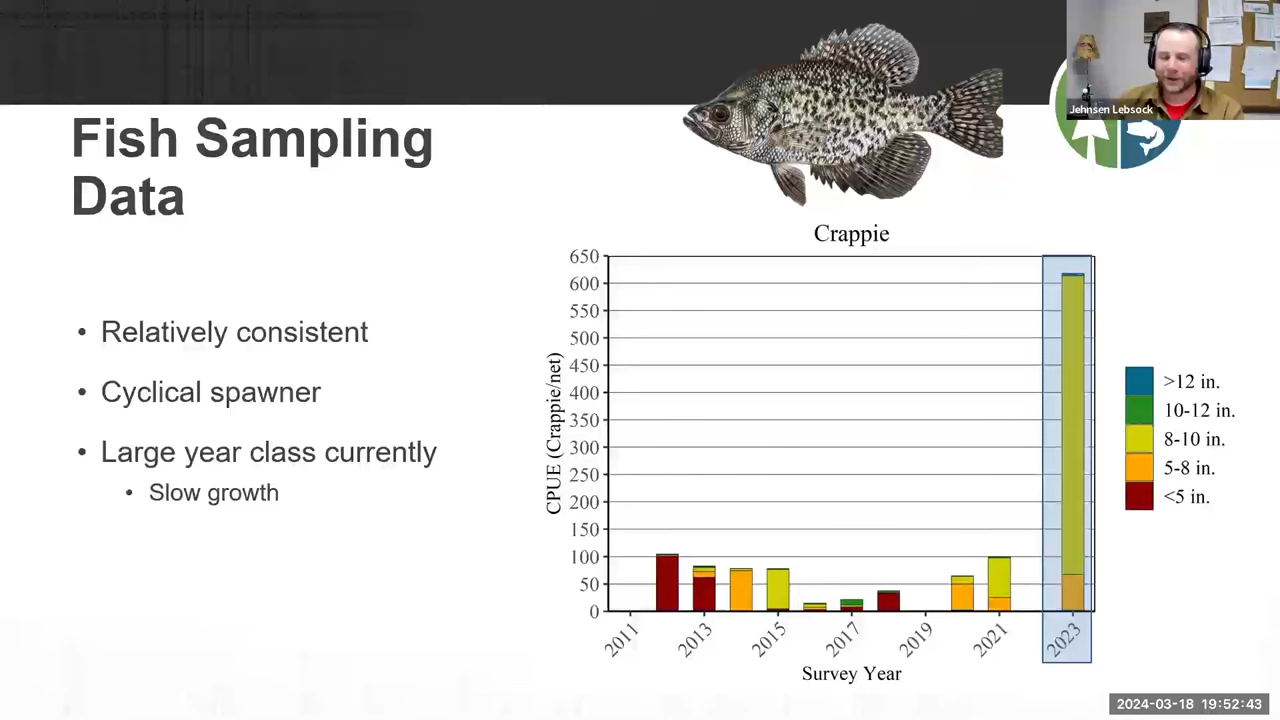 Jehnsen Lebsock
Fish Sampling
Data
• Relatively consistent
• Cyclical spawner
• Large year class currently
• Slow growth
Crappie
CPUE (Crappie/net)
650
600
550
500
450
400
350
300
250
200
150
100
50
0
2011
2013
2015
2017
2019
2021
2023
Survey Year
>12 in.
10-12 in.
8-10 in.
5-8 in.
<5 in.
2024-03-18 19:52:43